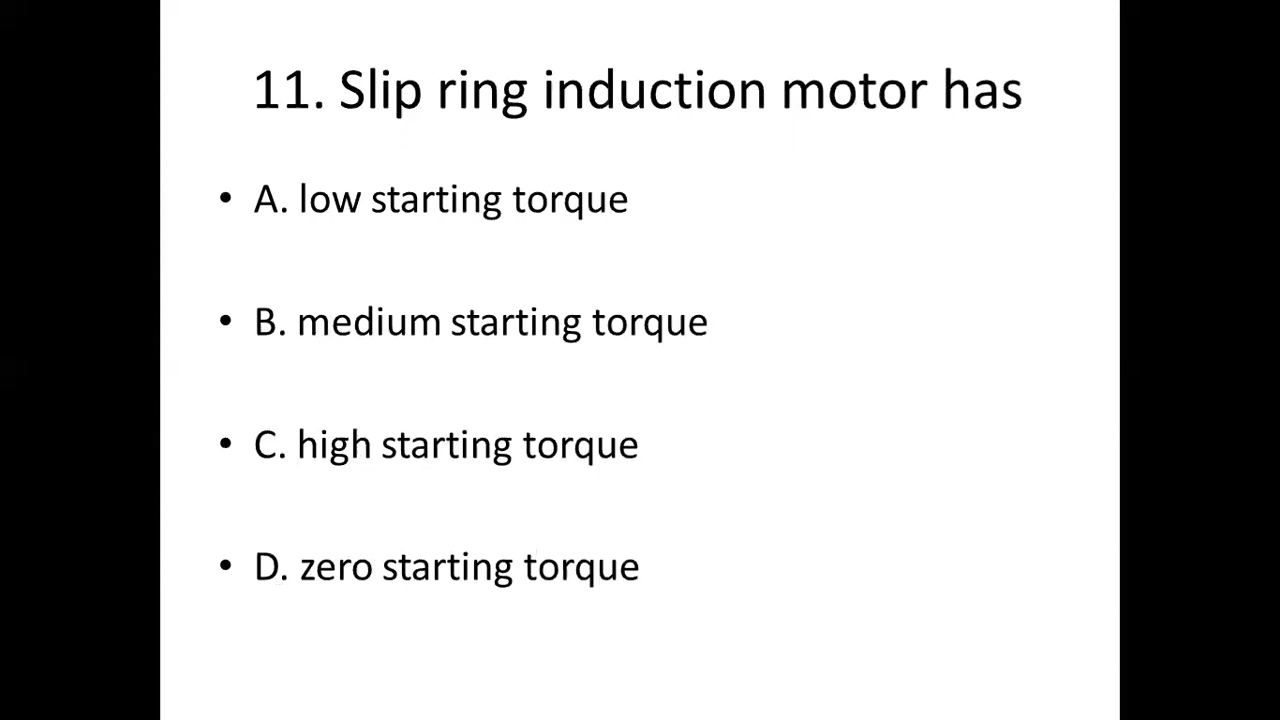 11. Slip ring induction motor has
• A. low starting torque
• B. medium starting torque
• C. high starting torque
• D. zero starting torque